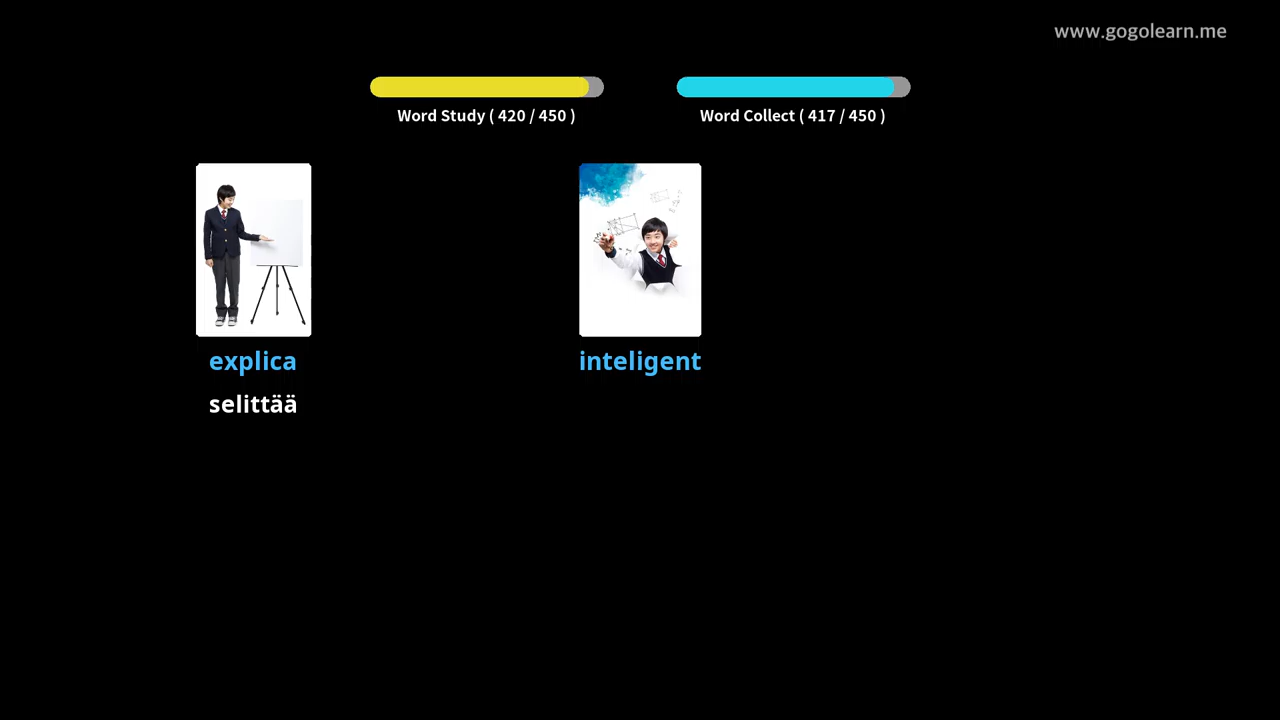 www.gogolearn.me
Word Study ( 420 / 450 )
Word Collect ( 417 / 450 )
explica
inteligent
selittää